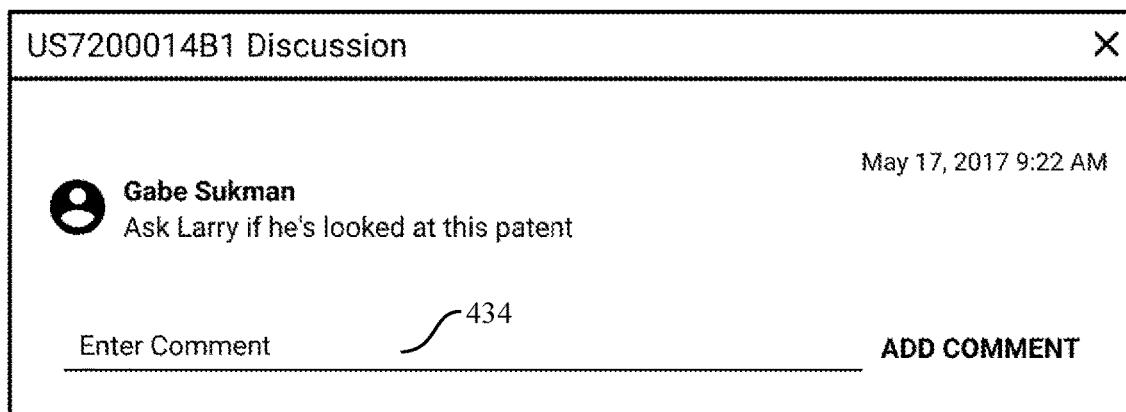 US7200014B1 Discussion
May 17, 2017 9:22 AM
Gabe Sukman
Ask Larry if he's looked at this patent
434
Enter Comment
ADD COMMENT